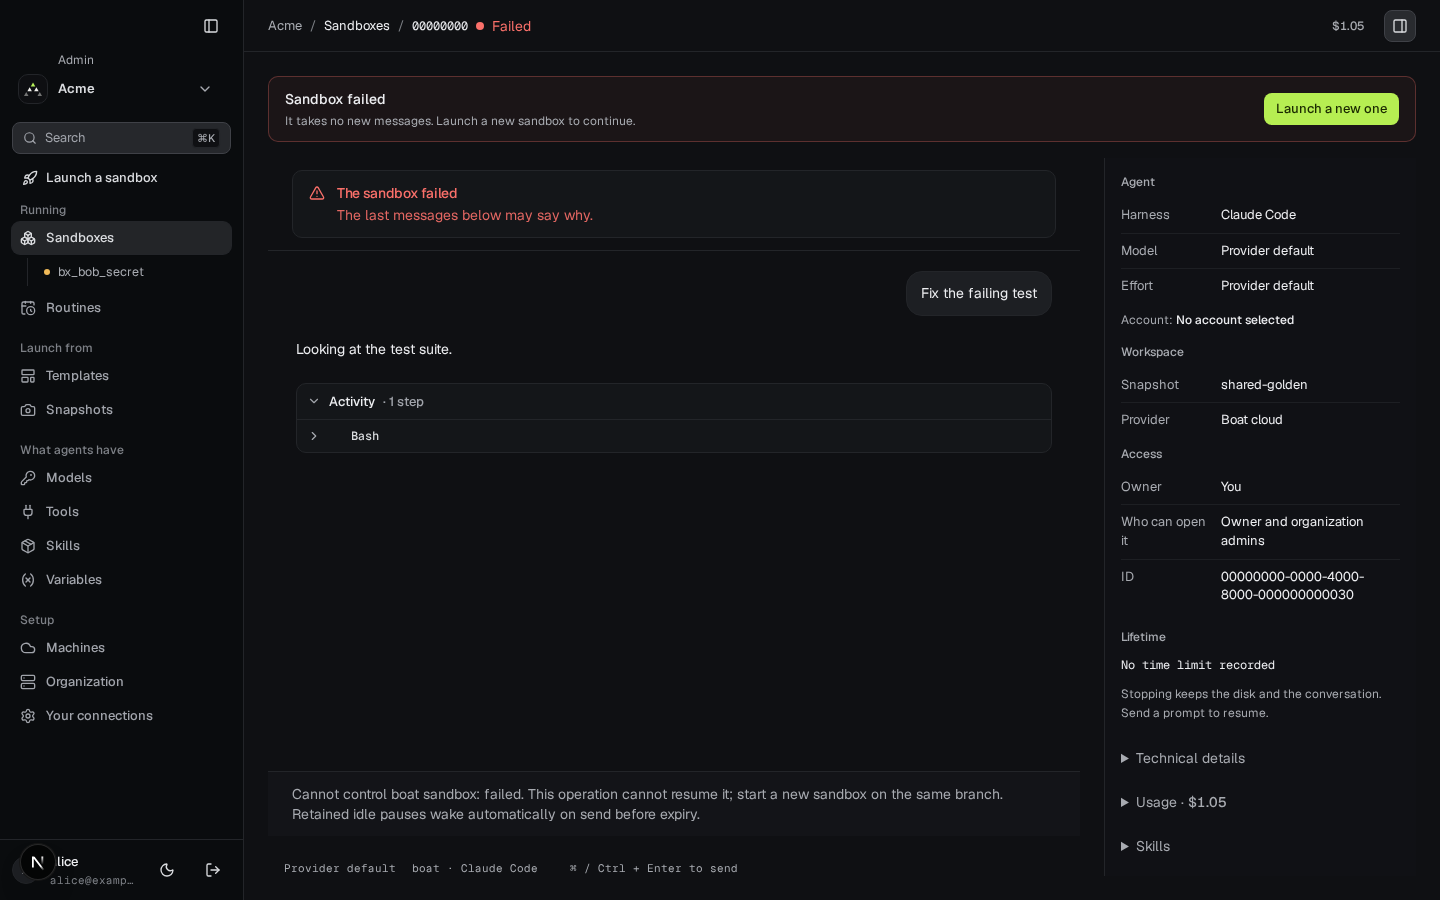 Admin
Acme
Search
⌘K
Launch a sandbox
Running
Sandboxes
bx_bob_secret
Routines
Launch from
Templates
Snapshots
What agents have
Models
Tools
Skills
Variables
Setup
Machines
Organization
Your connections
N
lice
alice@examp…
Acme / Sandboxes / 00000000 Failed
$1.05
Sandbox failed
It takes no new messages. Launch a new sandbox to continue.
Launch a new one
The sandbox failed
The last messages below may say why.
Fix the failing test
Looking at the test suite.
Activity · 1 step
Bash
Cannot control boat sandbox: failed. This operation cannot resume it; start a new sandbox on the same branch.
Retained idle pauses wake automatically on send before expiry.
Provider default boat · Claude Code ⌘ / Ctrl + Enter to send
Agent
Harness Claude Code
Model Provider default
Effort Provider default
Account: No account selected
Workspace
Snapshot shared-golden
Provider Boat cloud
Access
Owner You
Who can open Owner and organization
it admins
ID 00000000-0000-4000-
8000-000000000030
Lifetime
No time limit recorded
Stopping keeps the disk and the conversation.
Send a prompt to resume.
Technical details
Usage · $1.05
Skills